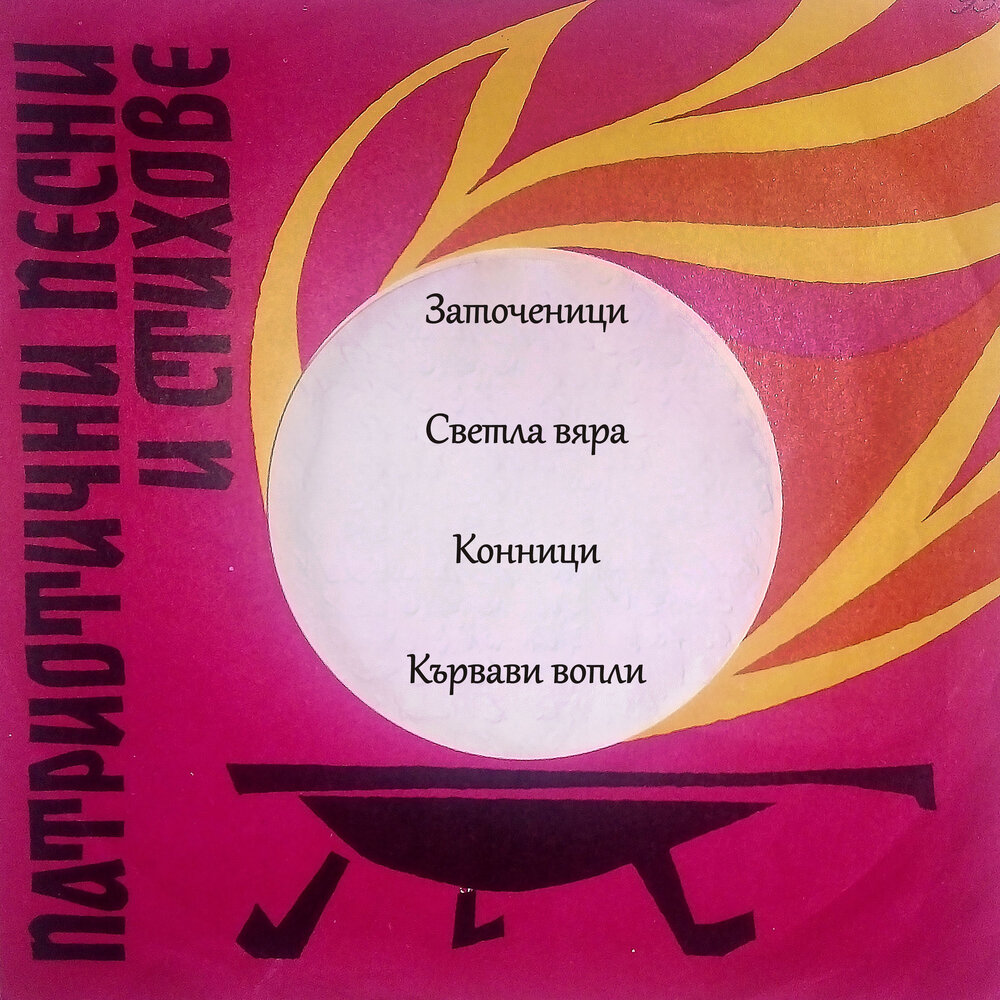 ПАТРИОТИЧНИ ПЕСНИ
И СТИХОВЕ
Заточеници
Светла вяра
Конници
Кървави вопли